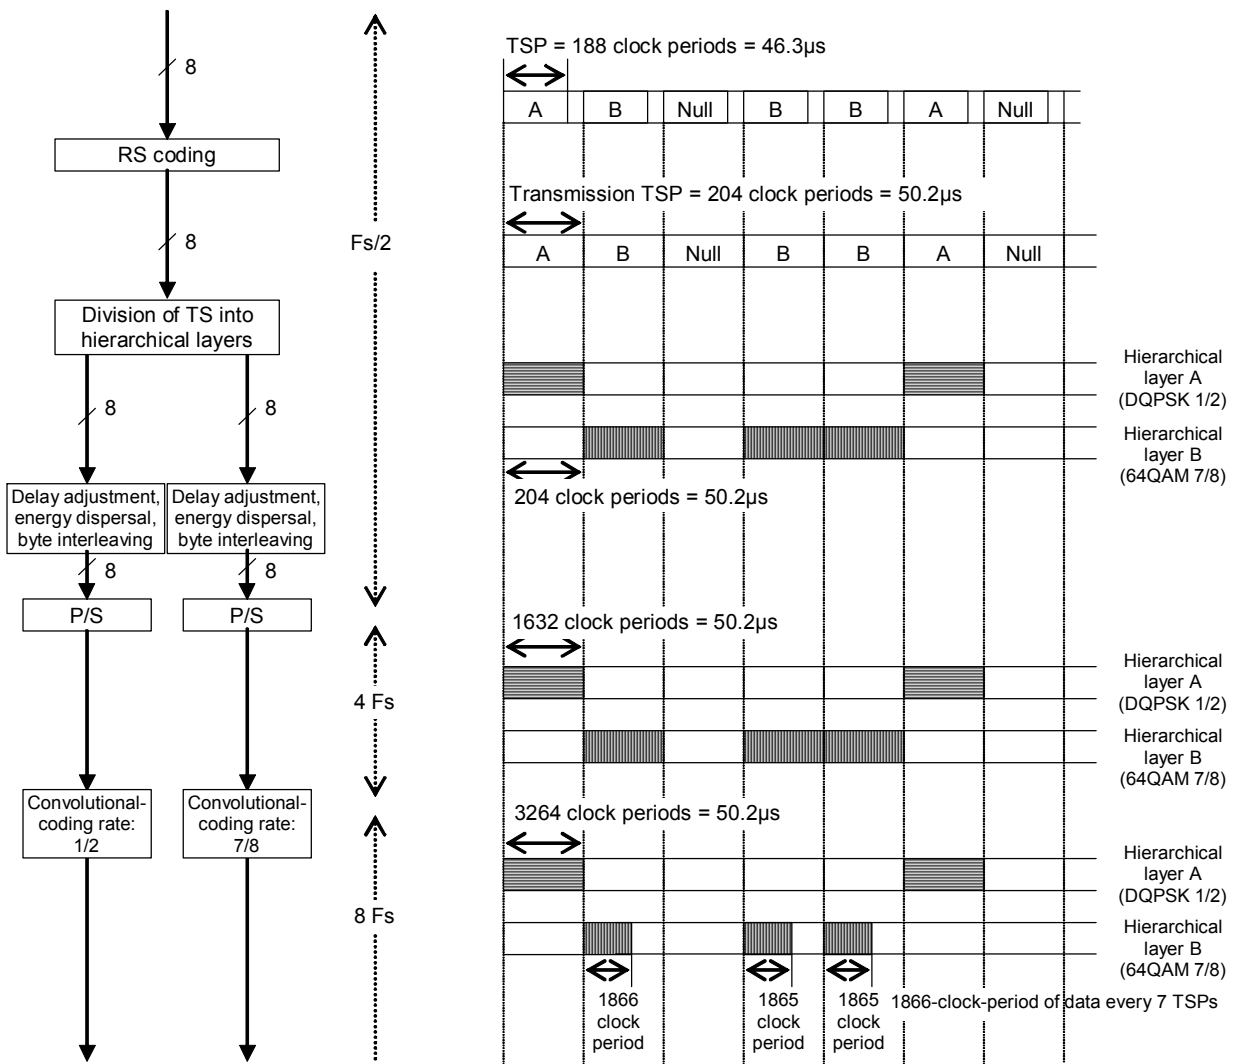 8
RS coding
8
Division of TS into
hierarchical layers
8
8
Delay adjustment,
energy dispersal,
byte interleaving
Delay adjustment,
energy dispersal,
byte interleaving
8
8
P/S
P/S
Convolutional-
coding rate:
1/2
Convolutional-
coding rate:
7/8
Fs/2
4 Fs
8 Fs
TSP = 188 clock periods = 46.3µs
A B Null B B A Null
Transmission TSP = 204 clock periods = 50.2µs
A B Null B B A Null
Hierarchical
layer A
(DQPSK 1/2)
Hierarchical
layer B
(64QAM 7/8)
204 clock periods = 50.2µs
1632 clock periods = 50.2µs
Hierarchical
layer A
(DQPSK 1/2)
Hierarchical
layer B
(64QAM 7/8)
3264 clock periods = 50.2µs
Hierarchical
layer A
(DQPSK 1/2)
Hierarchical
layer B
(64QAM 7/8)
1866
clock
period
1865
clock
period
1865
clock
period
1866-clock-period of data every 7 TSPs